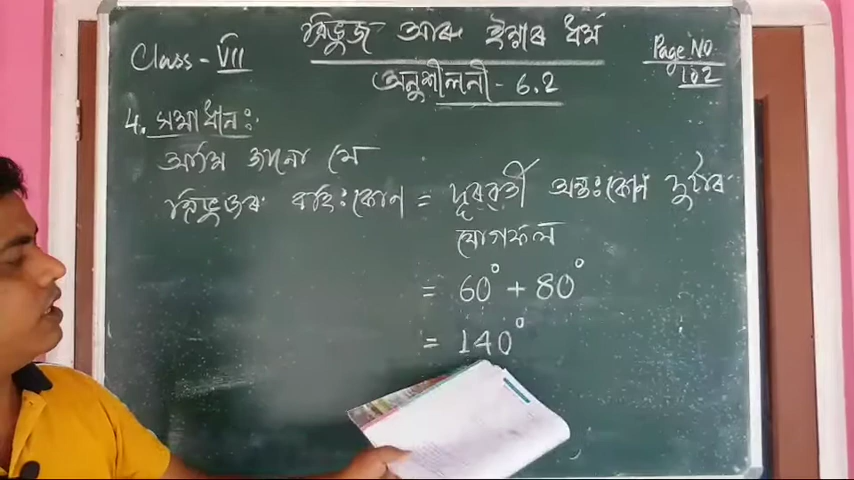 Class - VII
ত্ৰিভুজ আৰু ইয়াৰ ধৰ্ম
Page No 102
অনুশীলনী - 6.2
4. সমাধান:
আমি জানো যে
ত্ৰিভুজৰ বহিঃকোণ = দূৰৱৰ্তী অন্তঃকোণ দুটাৰ
যোগফল
= 60° + 80°
= 140°